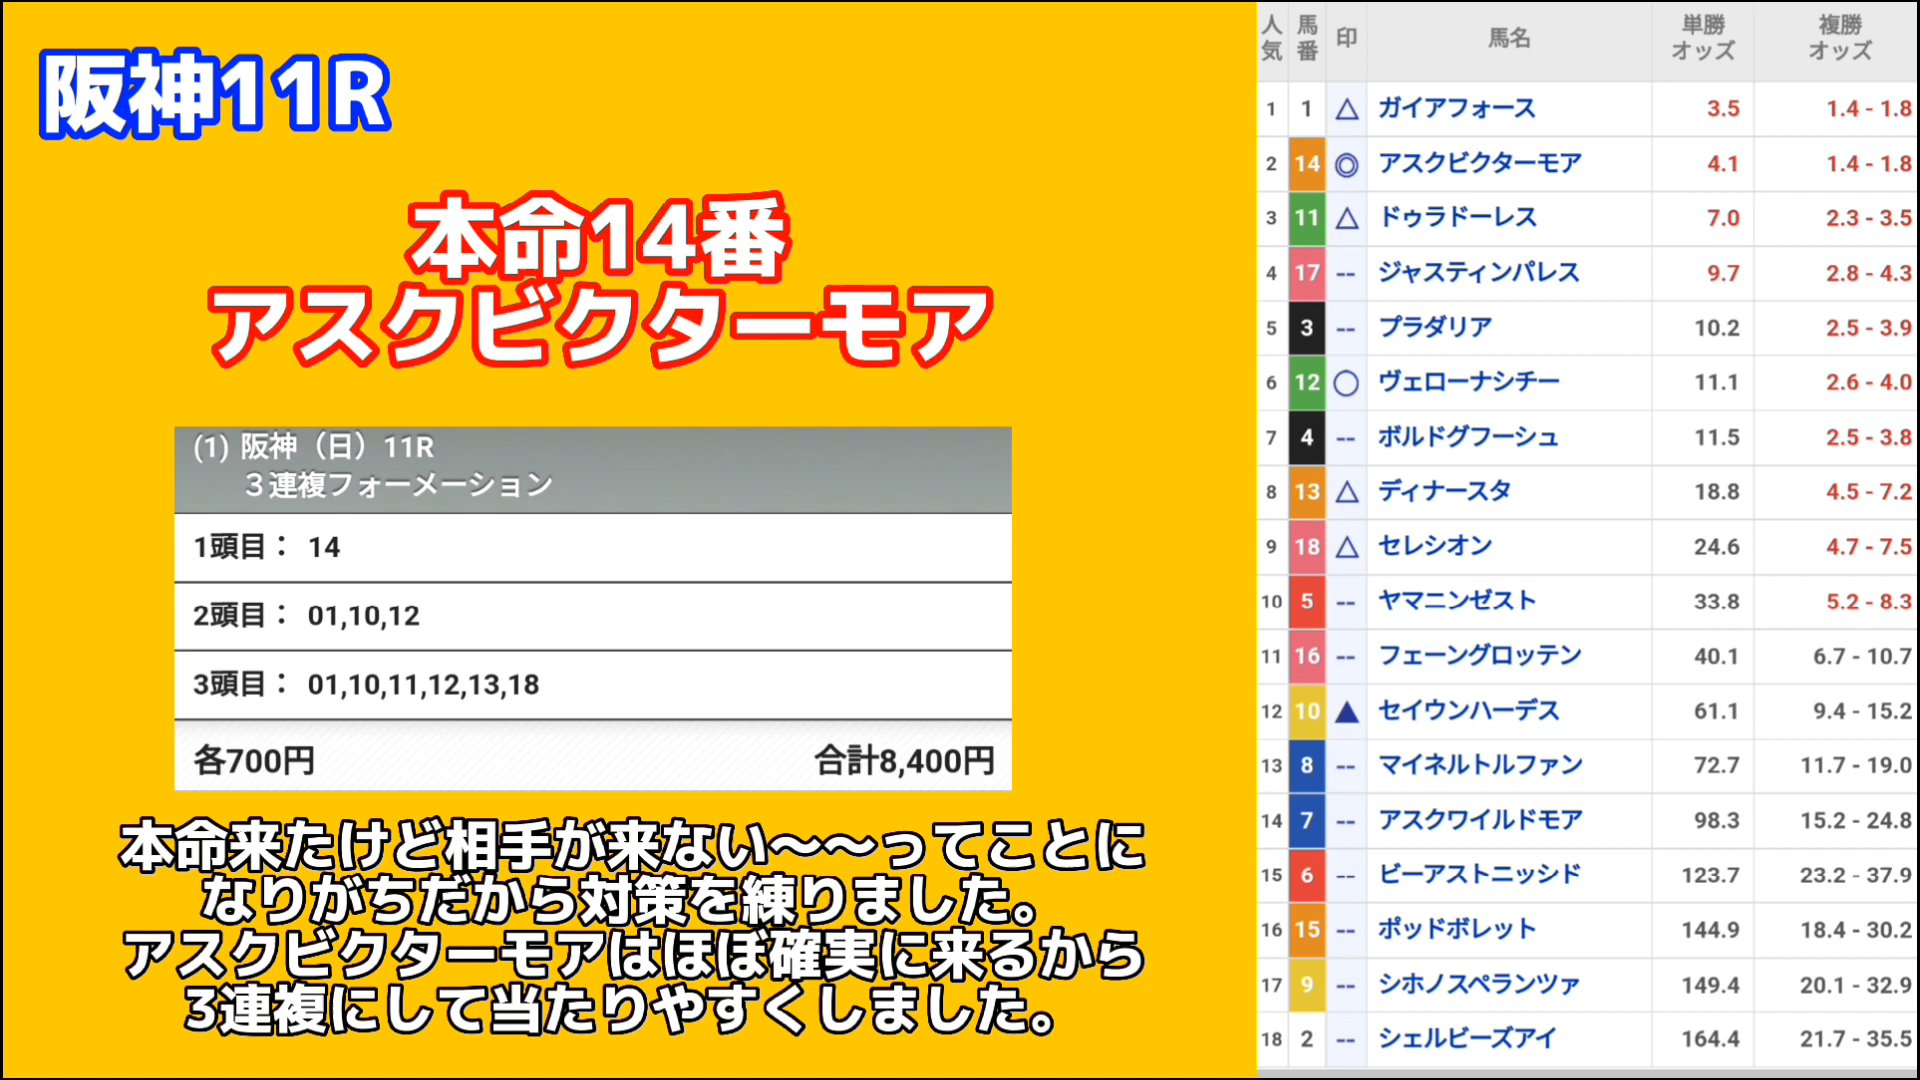 阪神11R
本命14番
アスクビクターモア
(1) 阪神（日）11R
３連複フォーメーション
1頭目： 14
2頭目： 01,10,12
3頭目： 01,10,11,12,13,18
各700円 合計8,400円
本命来たけど相手が来ない〜〜ってことに
なりがちだから対策を練りました。
アスクビクターモアはほぼ確実に来るから
3連複にして当たりやすくしました。
人気 馬番 印 馬名 単勝オッズ 複勝オッズ
1 1 △ ガイアフォース 3.5 1.4 - 1.8
2 14 ◎ アスクビクターモア 4.1 1.4 - 1.8
3 11 △ ドゥラドーレス 7.0 2.3 - 3.5
4 17 -- ジャスティンパレス 9.7 2.8 - 4.3
5 3 -- プラダリア 10.2 2.5 - 3.9
6 12 ○ ヴェローナシチー 11.1 2.6 - 4.0
7 4 -- ボルドグフーシュ 11.5 2.5 - 3.8
8 13 △ ディナースタ 18.8 4.5 - 7.2
9 18 △ セレシオン 24.6 4.7 - 7.5
10 5 -- ヤマニンゼスト 33.8 5.2 - 8.3
11 16 -- フェーングロッテン 40.1 6.7 - 10.7
12 10 ▲ セイウンハーデス 61.1 9.4 - 15.2
13 8 -- マイネルトルファン 72.7 11.7 - 19.0
14 7 -- アスクワイルドモア 98.3 15.2 - 24.8
15 6 -- ビーアストニッシド 123.7 23.2 - 37.9
16 15 -- ポッドボレット 144.9 18.4 - 30.2
17 9 -- シホノスペランツァ 149.4 20.1 - 32.9
18 2 -- シェルビーズアイ 164.4 21.7 - 35.5